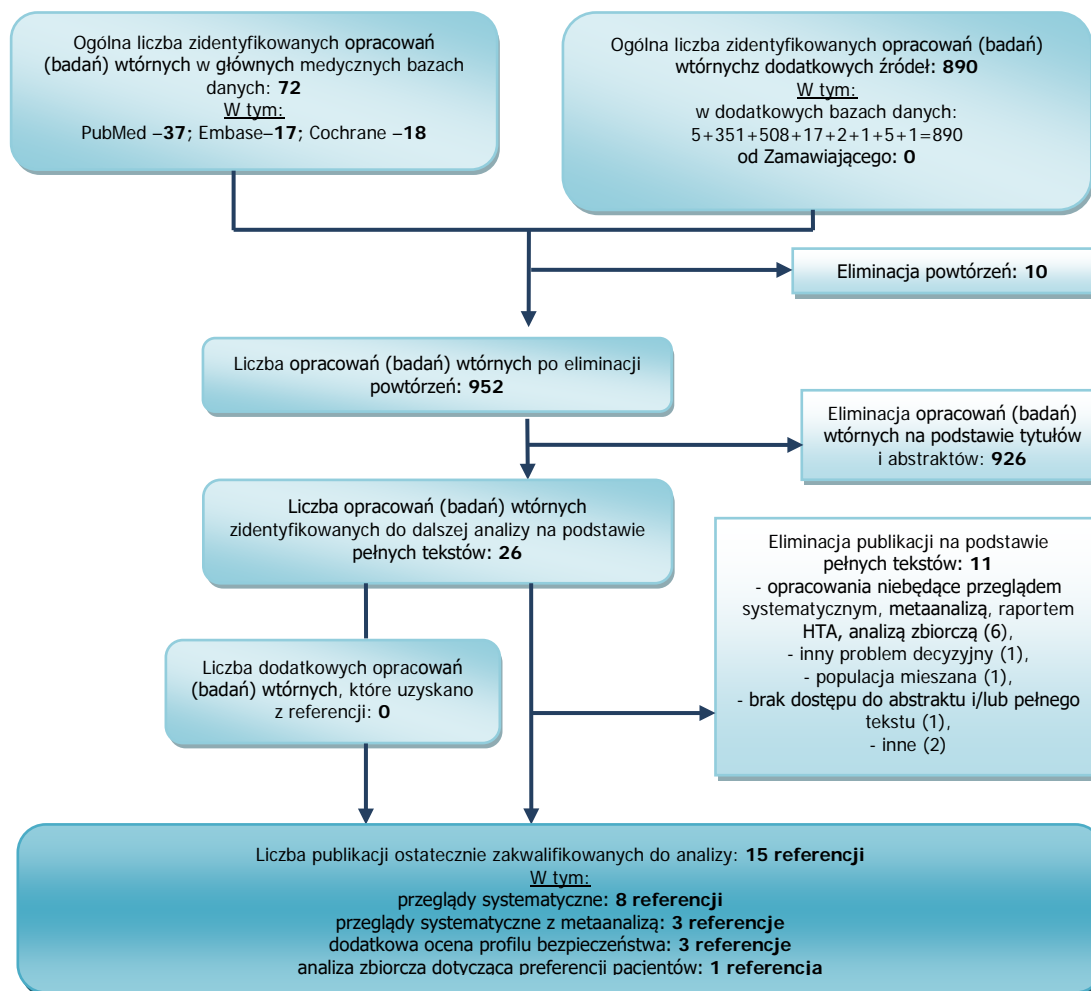 Ogólna liczba zidentyfikowanych opracowań
(badań) wtórnych w głównych medycznych bazach
danych: 72
W tym:
PubMed –37; Embase–17; Cochrane –18
Ogólna liczba zidentyfikowanych opracowań (badań)
wtórnychz dodatkowych źródeł: 890
W tym:
w dodatkowych bazach danych:
5+351+508+17+2+1+5+1=890
od Zamawiającego: 0
Eliminacja powtórzeń: 10
Liczba opracowań (badań) wtórnych po eliminacji
powtórzeń: 952
Eliminacja opracowań (badań)
wtórnych na podstawie tytułów
i abstraktów: 926
Liczba opracowań (badań) wtórnych
zidentyfikowanych do dalszej analizy na podstawie
pełnych tekstów: 26
Eliminacja publikacji na podstawie
pełnych tekstów: 11
- opracowania niebędące przeglądem
systematycznym, metaanalizą, raportem
HTA, analizą zbiorczą (6),
- inny problem decyzyjny (1),
- populacja mieszana (1),
- brak dostępu do abstraktu i/lub pełnego
tekstu (1),
- inne (2)
Liczba dodatkowych opracowań
(badań) wtórnych, które uzyskano
z referencji: 0
Liczba publikacji ostatecznie zakwalifikowanych do analizy: 15 referencji
W tym:
przeglądy systematyczne: 8 referencji
przeglądy systematyczne z metaanalizą: 3 referencje
dodatkowa ocena profilu bezpieczeństwa: 3 referencje
analiza zbiorcza dotycząca preferencji pacjentów: 1 referencja